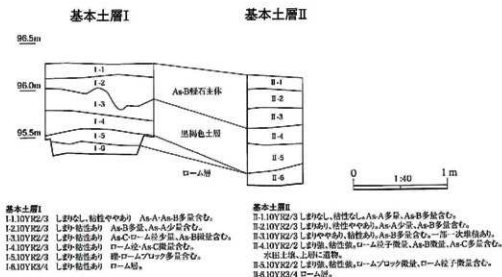 基本土層Ⅰ
基本土層Ⅱ
96.5m
96.0m
95.5m
I-1
I-2
I-3
I-4
I-5
I-6
As-B軽石主体
黒褐色土層
ローム層
II-1
II-2
II-3
II-4
II-5
II-6
0 1:40 1m
基本土層I
I-1.10YR2/3 しまりなし、粘性ややあり As-A・As-B多量含む。
I-2.10YR2/3 しまり・粘性あり As-B多量、As-A少量含む。
I-3.10YR2/2 しまり・粘性あり As-C・ローム粒少量、As-B微量含む。
I-4.10YR2/3 しまり・粘性あり ローム粒・As-C微量含む。
I-5.10YR2/3 しまり・粘性あり ・ロームブロック多量含む。
I-6.10YR3/4 しまり・粘性あり ローム層。
基本土層II
II-1.10YR2/3 しまりなし、粘性なし、As-A多量、As-B多量含む。
II-2.10YR2/3 しまりあり、粘性あり、As-A少量、As-B多量含む。
II-3.10YR2/3 しまりややあり、粘性あり、As-B多量含む。一部一次堆積あり。
II-4.10YR2/2 しまり強、粘性強、ローム粒子微量、As-B微量、As-C多量含む。
水田土壌、上層に遺物。
II-5.10YR2/2 しまり強、粘性強、ロームブロック微量、ローム粒子微量含む。
II-6.10YR3/4 ローム層。